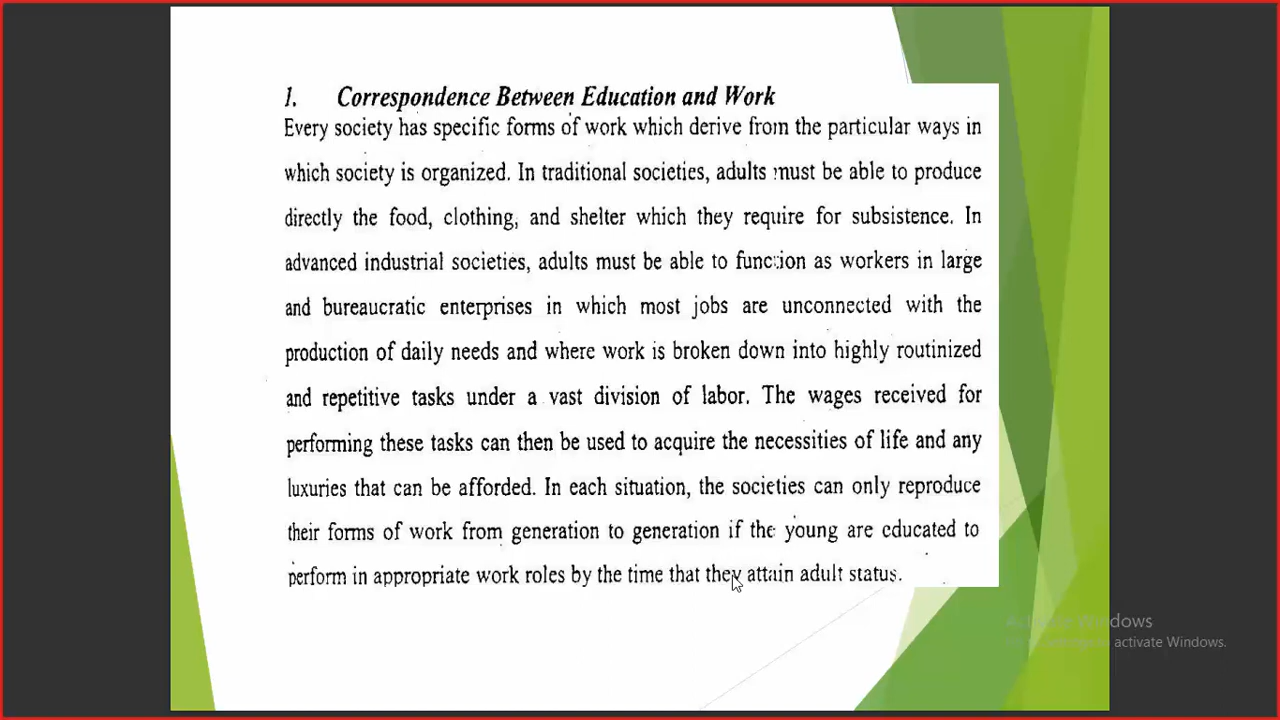 1. Correspondence Between Education and Work
Every society has specific forms of work which derive from the particular ways in
which society is organized. In traditional societies, adults must be able to produce
directly the food, clothing, and shelter which they require for subsistence. In
advanced industrial societies, adults must be able to function as workers in large
and bureaucratic enterprises in which most jobs are unconnected with the
production of daily needs and where work is broken down into highly routinized
and repetitive tasks under a vast division of labor. The wages received for
performing these tasks can then be used to acquire the necessities of life and any
luxuries that can be afforded. In each situation, the societies can only reproduce
their forms of work from generation to generation if the young are educated to
perform in appropriate work roles by the time that they attain adult status.
Activate Windows
activate Windows.